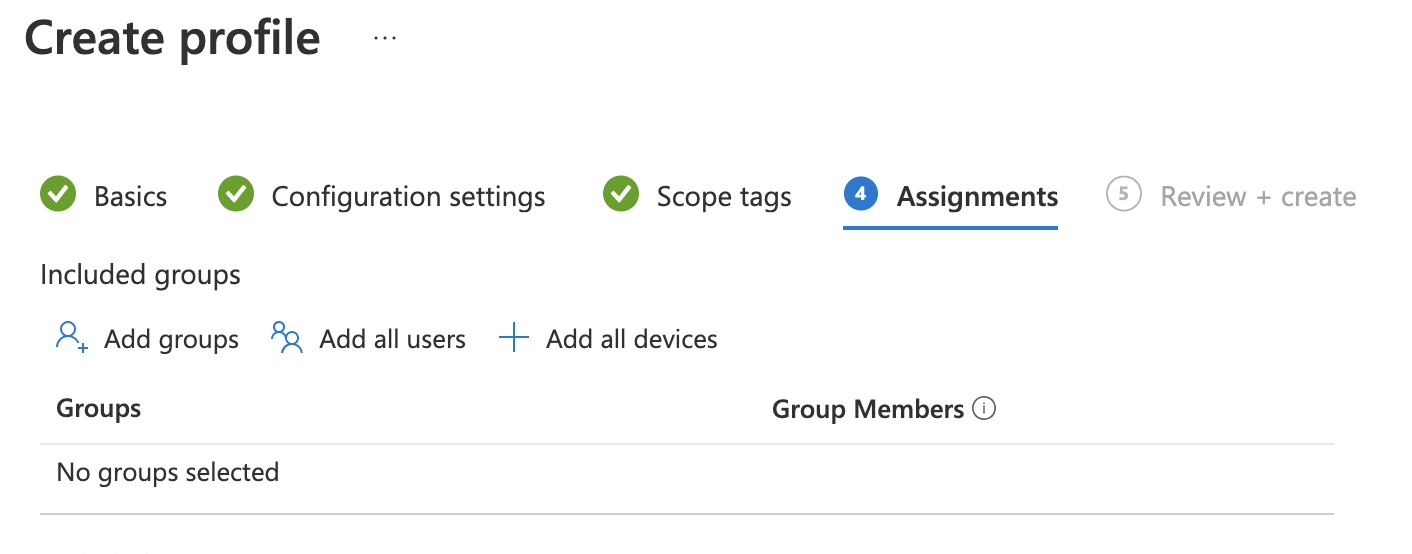 Create profile ...
Basics Configuration settings Scope tags 4 Assignments 5 Review + create
Included groups
Add groups Add all users Add all devices
Groups Group Members
No groups selected